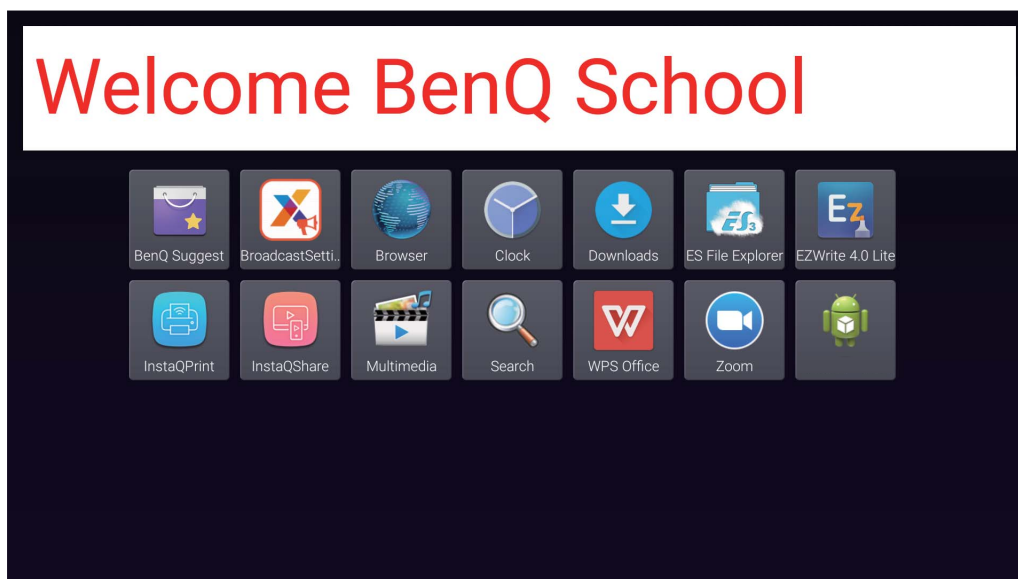 Welcome BenQ School
BenQ Suggest BroadcastSetti.. Browser Clock Downloads ES File Explorer EZWrite 4.0 Lite
InstaQPrint InstaQShare Multimedia Search WPS Office Zoom